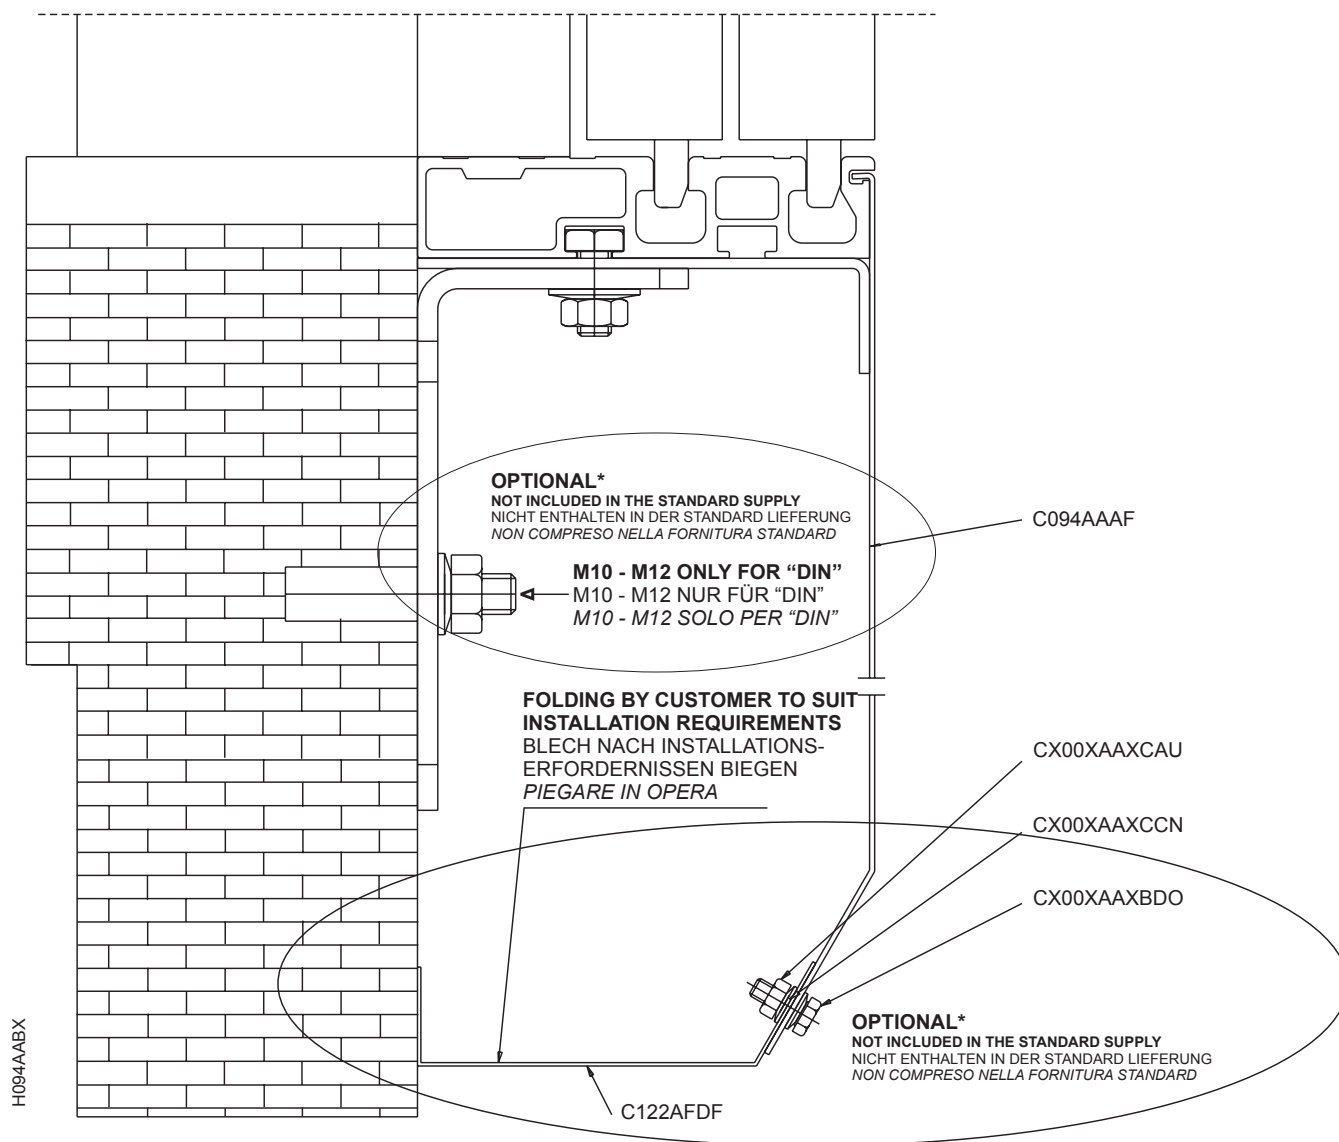 OPTIONAL*
NOT INCLUDED IN THE STANDARD SUPPLY
NICHT ENTHALTEN IN DER STANDARD LIEFERUNG
NON COMPRESO NELLA FORNITURA STANDARD
C094AAAF
M10 - M12 ONLY FOR “DIN”
M10 - M12 NUR FÜR “DIN”
M10 - M12 SOLO PER “DIN”
FOLDING BY CUSTOMER TO SUIT
INSTALLATION REQUIREMENTS
BLECH NACH INSTALLATIONS-
ERFORDERNISSEN BIEGEN
PIEGARE IN OPERA
CX00XAAXCAU
CX00XAAXCCN
CX00XAAXBDO
OPTIONAL*
NOT INCLUDED IN THE STANDARD SUPPLY
NICHT ENTHALTEN IN DER STANDARD LIEFERUNG
NON COMPRESO NELLA FORNITURA STANDARD
C122AFDF
H094AABX